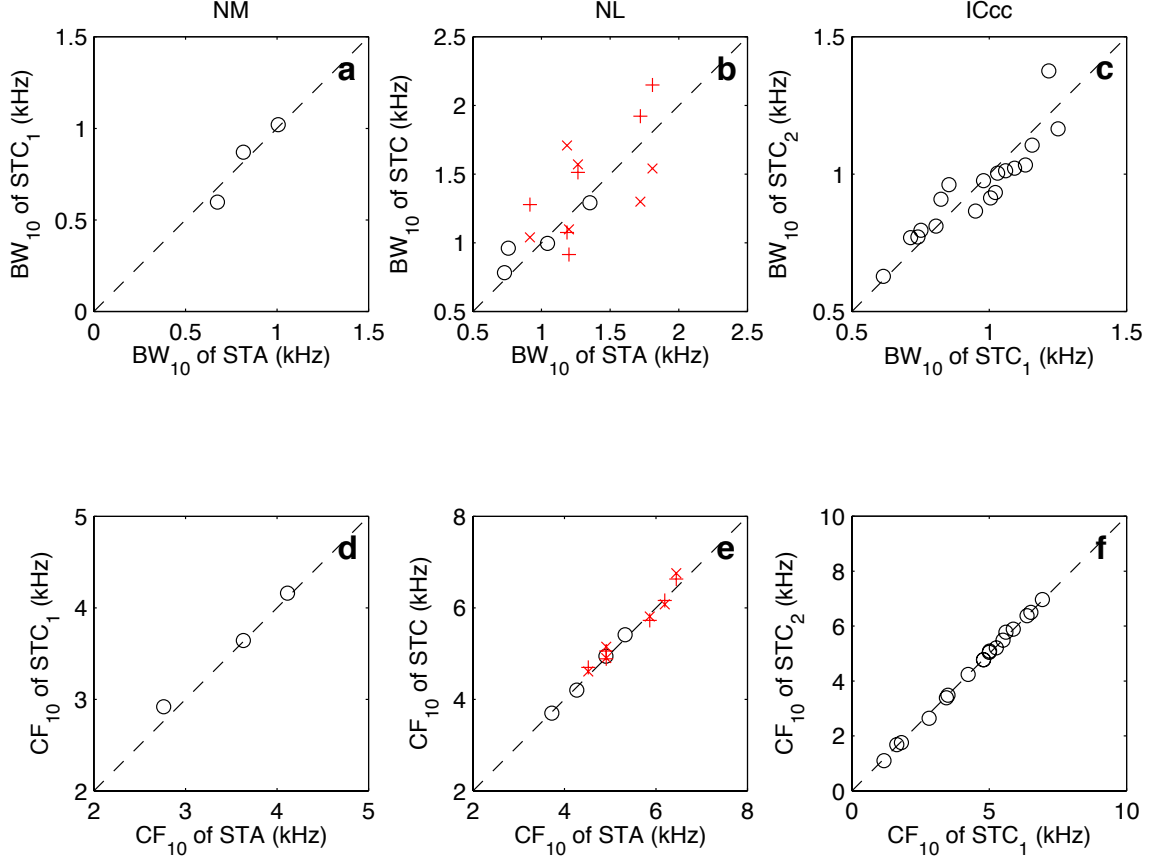 NM
NL
ICcc
a
BW10 of STC1 (kHz)
1.5
1
0.5
0
0 0.5 1 1.5
BW10 of STA (kHz)
b
BW10 of STC (kHz)
2.5
2
1.5
1
0.5
0.5 1 1.5 2 2.5
BW10 of STA (kHz)
c
BW10 of STC2 (kHz)
1.5
1
0.5
0.5 1 1.5
BW10 of STC1 (kHz)
d
CF10 of STC1 (kHz)
5
4
3
2
2 3 4 5
CF10 of STA (kHz)
e
CF10 of STC (kHz)
8
6
4
2
2 4 6 8
CF10 of STA (kHz)
f
CF10 of STC2 (kHz)
10
8
6
4
2
0
0 5 10
CF10 of STC1 (kHz)